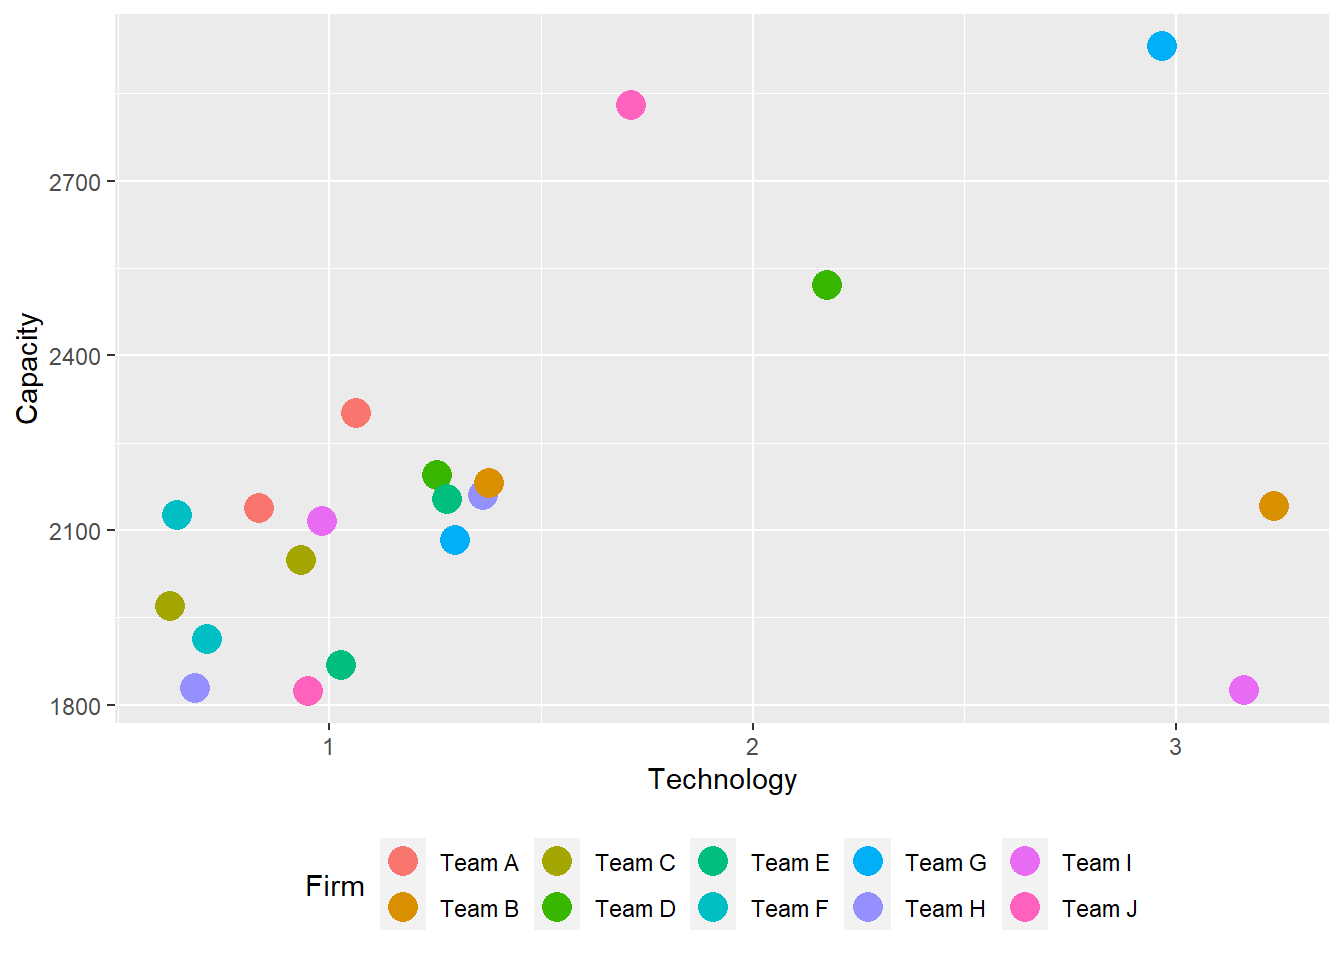 2700
2400
2100
1800
Capacity
1 2 3
Technology
Firm
Team A Team C Team E Team G Team I
Team B Team D Team F Team H Team J